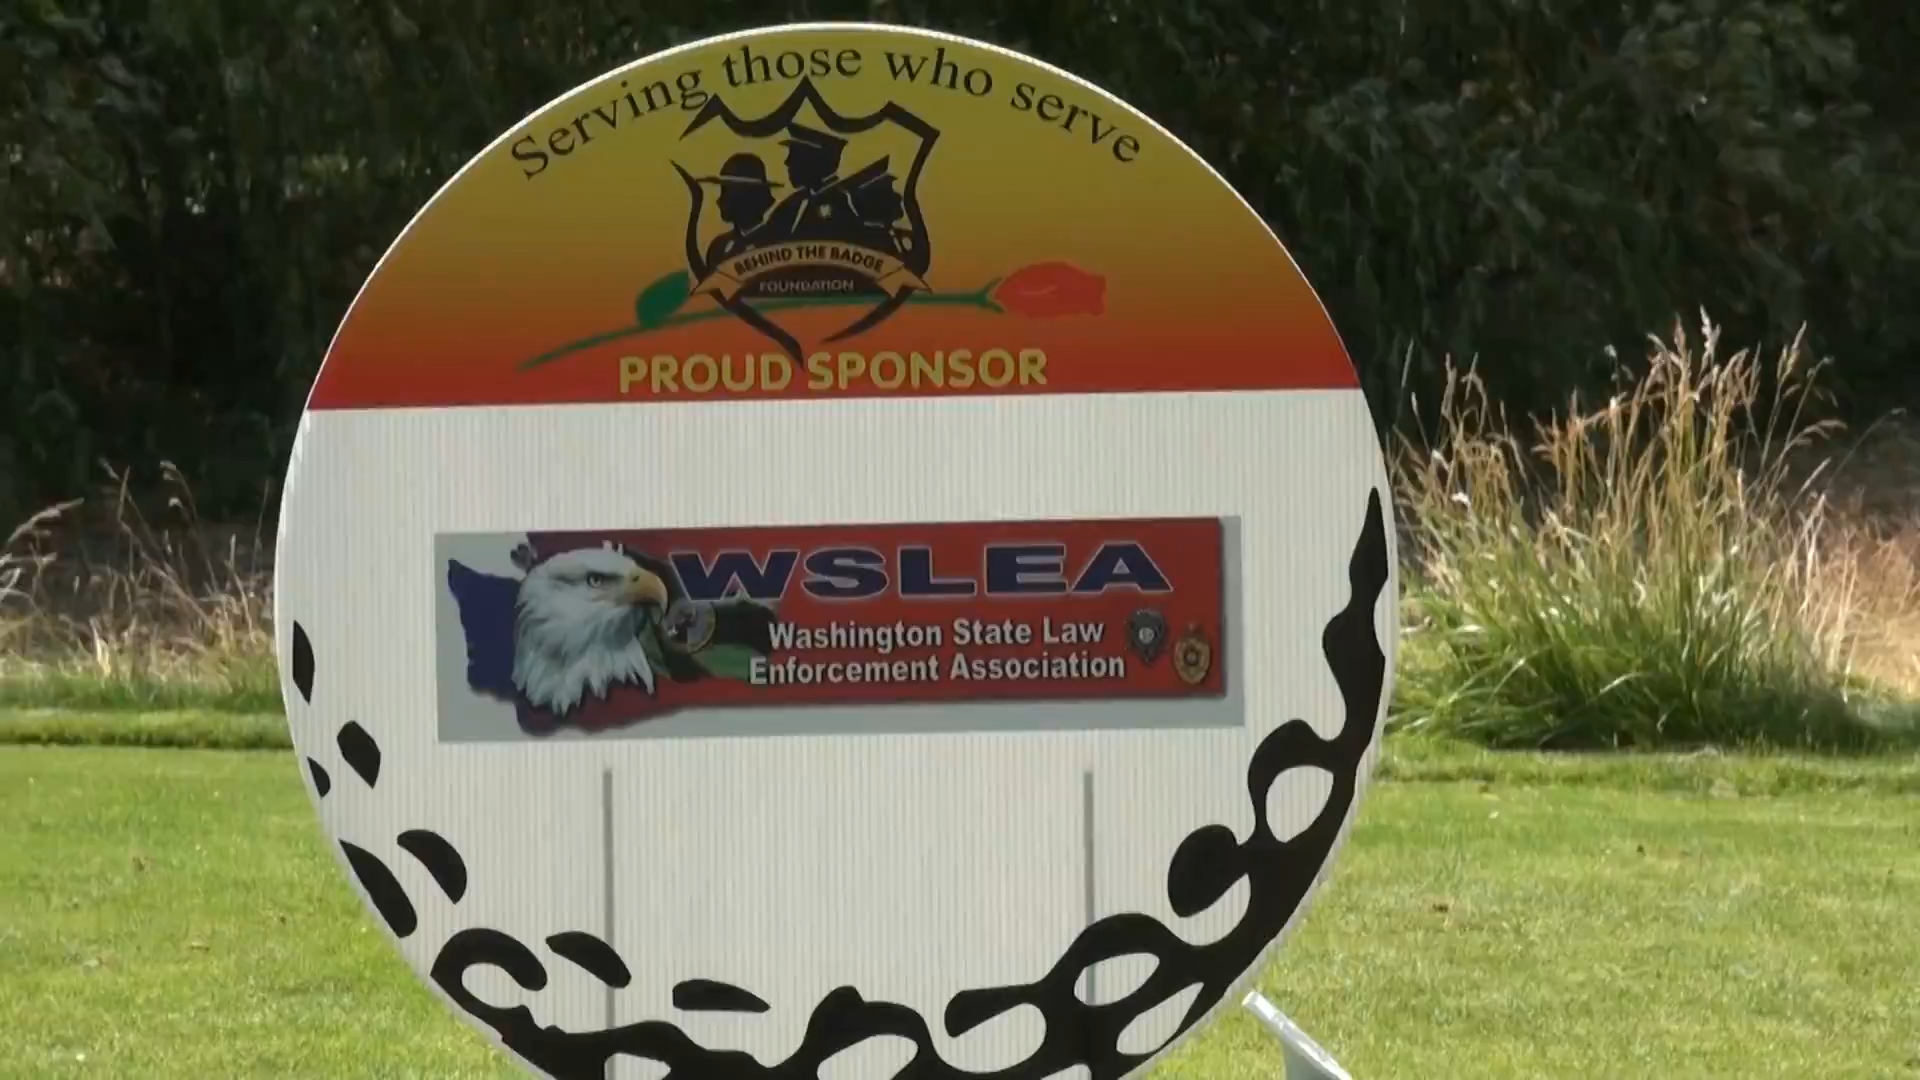 Serving those who serve
BEHIND THE BADGE
FOUNDATION
PROUD SPONSOR
WSLEA
Washington State Law
Enforcement Association